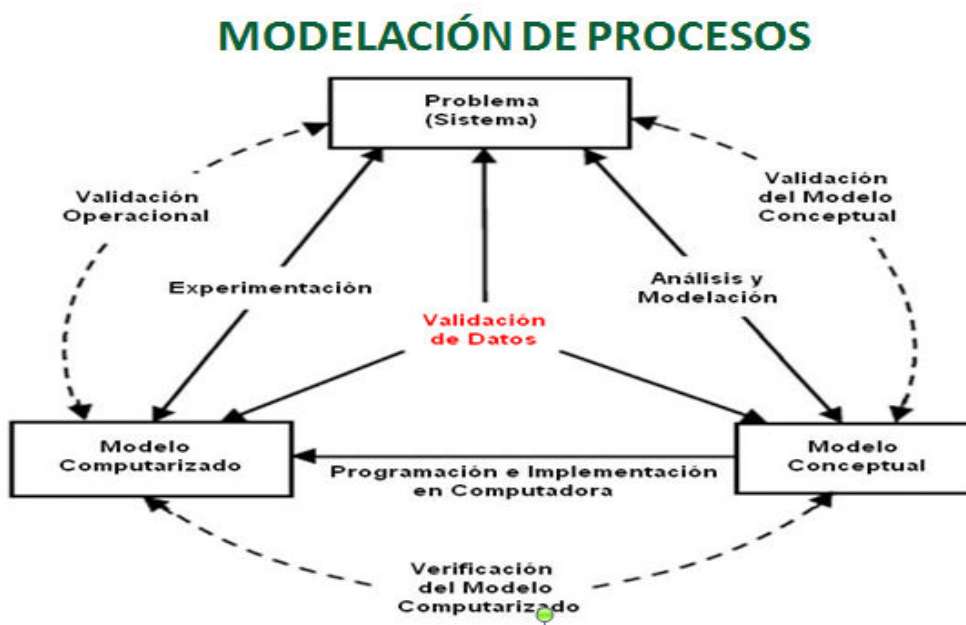 MODELACIÓN DE PROCESOS
Problema
(Sistema)
Validación
Operacional
Validación
del Modelo
Conceptual
Experimentación
Análisis y
Modelación
Validación
de Datos
Modelo
Computarizado
Modelo
Conceptual
Programación e Implementación
en Computadora
Verificación
del Modelo
Computarizado